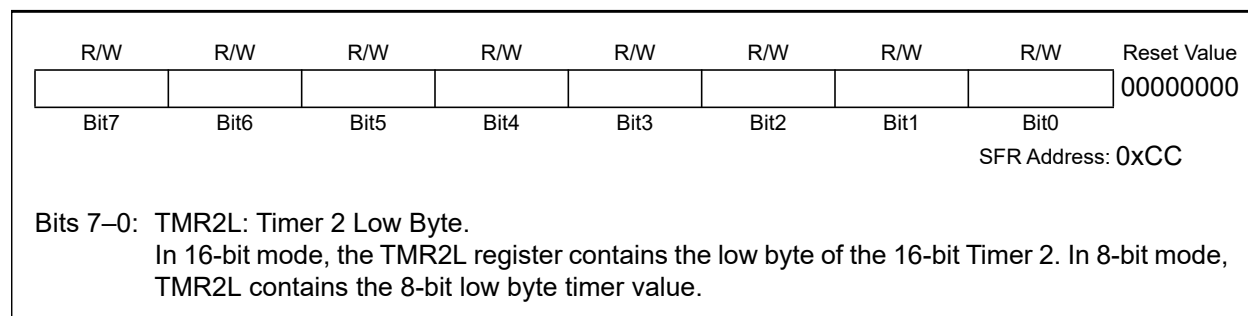 R/W R/W R/W R/W R/W R/W R/W R/W Reset Value
00000000
Bit7 Bit6 Bit5 Bit4 Bit3 Bit2 Bit1 Bit0
SFR Address: 0xCC
Bits 7–0: TMR2L: Timer 2 Low Byte.
In 16-bit mode, the TMR2L register contains the low byte of the 16-bit Timer 2. In 8-bit mode,
TMR2L contains the 8-bit low byte timer value.